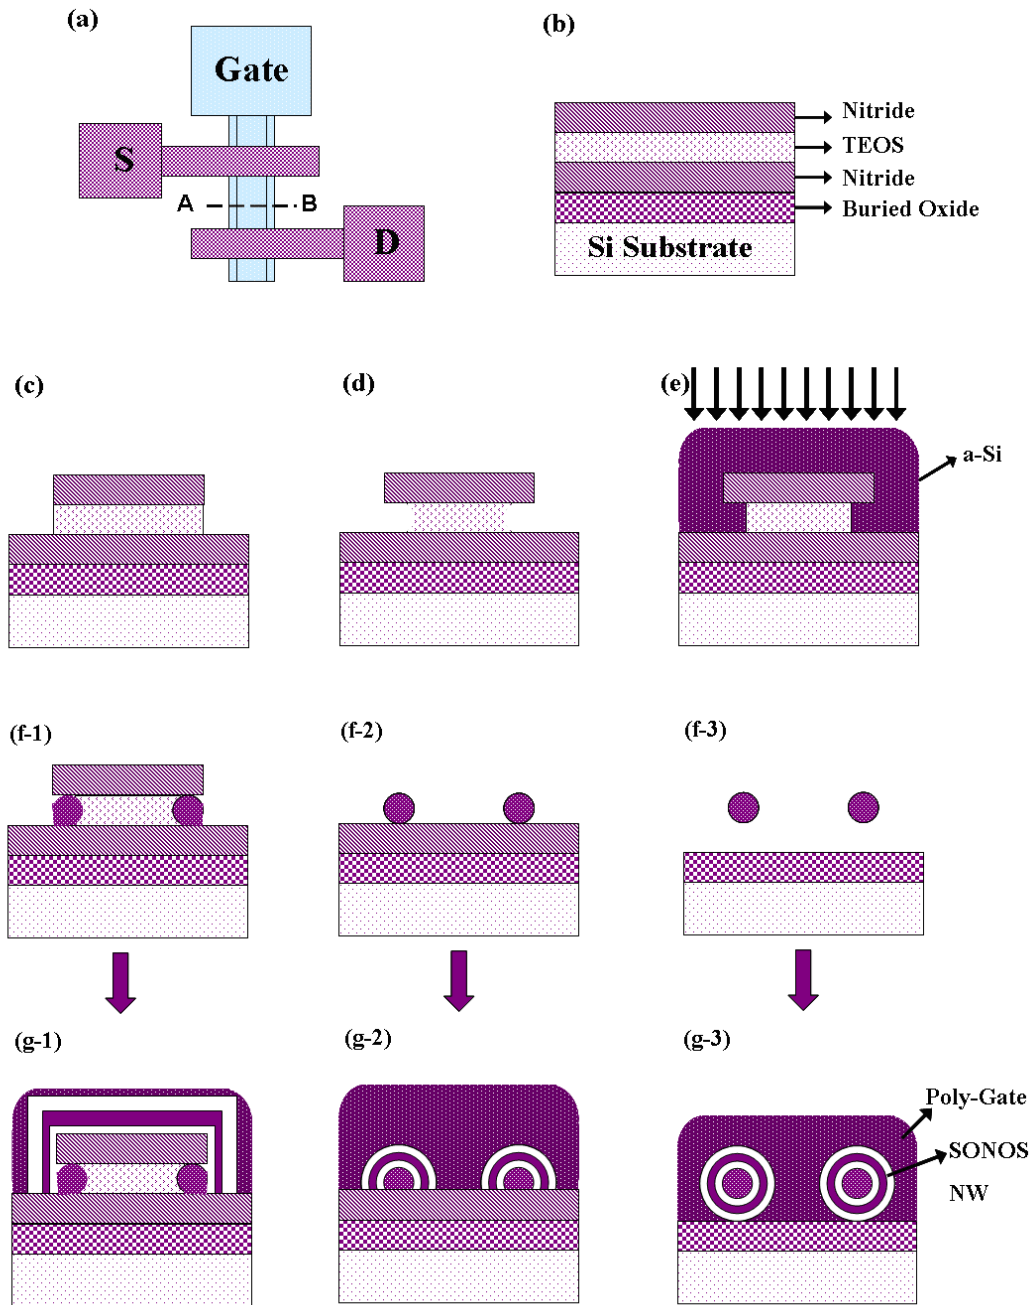 (a)
Gate
S
A
B
D
(b)
Nitride
TEOS
Nitride
Buried Oxide
Si Substrate
(c)
(d)
(e)
a-Si
(f-1)
(f-2)
(f-3)
(g-1)
(g-2)
(g-3)
Poly-Gate
SONOS
NW